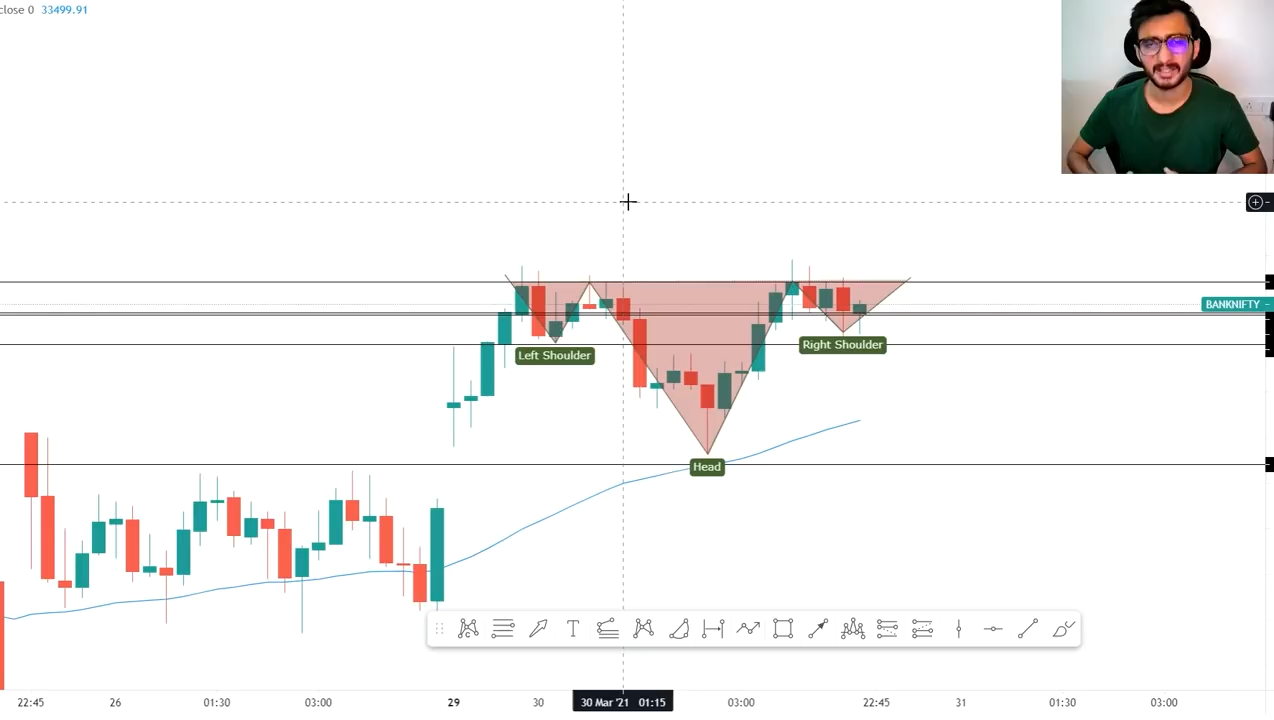 close 0 33499.91
BANKNIFTY
Left Shoulder
Right Shoulder
Head
22:45 26 01:30 03:00 29 30 30 Mar '21 01:15 03:00 22:45 31 01:30 03:00